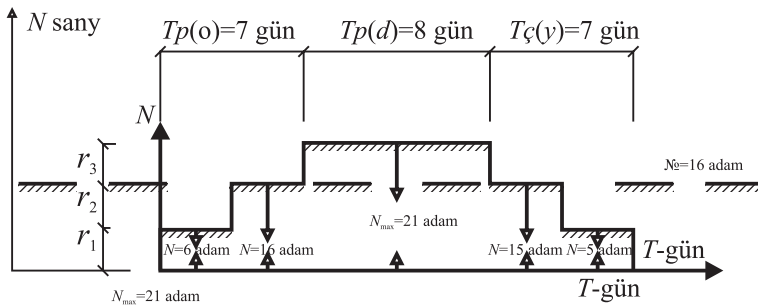 N sany
Tp(o)=7 gün
Tp(d)=8 gün
Tç(y)=7 gün
N
r3
r2
r1
№=16 adam
Nmax=21 adam
N=6 adam
N=16 adam
N=15 adam
N=5 adam
T-gün
T-gün
Nmax=21 adam